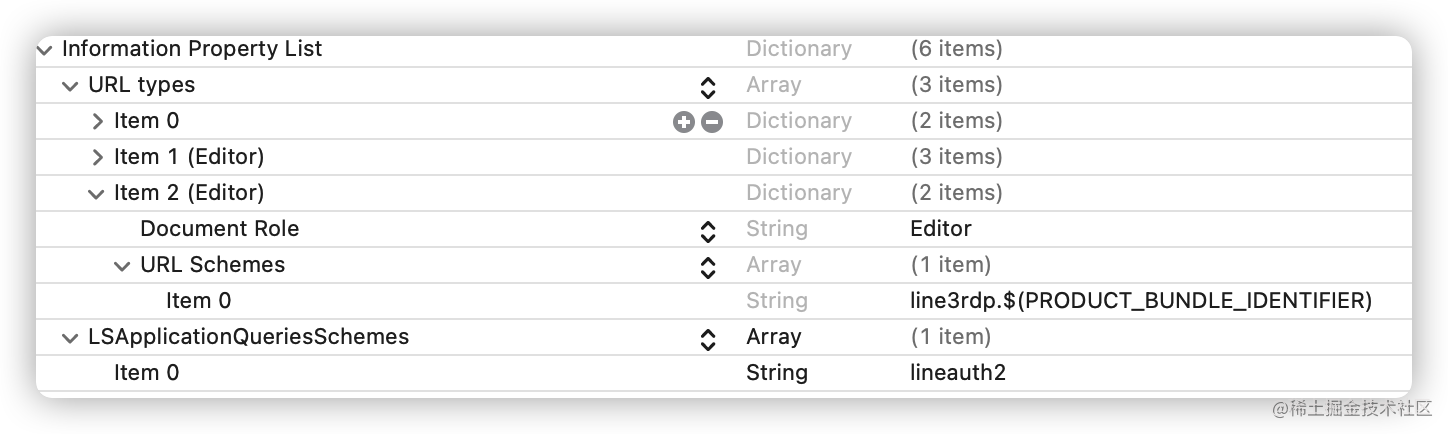 Information Property List Dictionary (6 items)
URL types Array (3 items)
Item 0 Dictionary (2 items)
Item 1 (Editor) Dictionary (3 items)
Item 2 (Editor) Dictionary (2 items)
Document Role String Editor
URL Schemes Array (1 item)
Item 0 String line3rdp.$(PRODUCT_BUNDLE_IDENTIFIER)
LSApplicationQueriesSchemes Array (1 item)
Item 0 String lineauth2
@稀土掘金技术社区